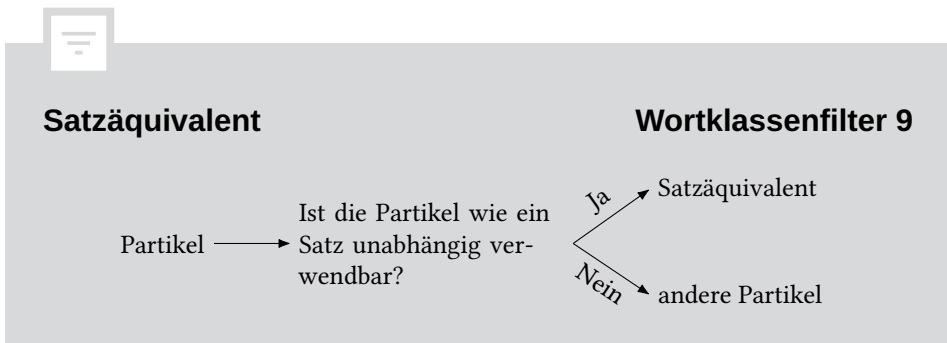 Satzäquivalent
Wortklassenfilter 9
Partikel
Ist die Partikel wie ein
Satz unabhängig ver-
wendbar?
Ja
Satzäquivalent
Nein
andere Partikel